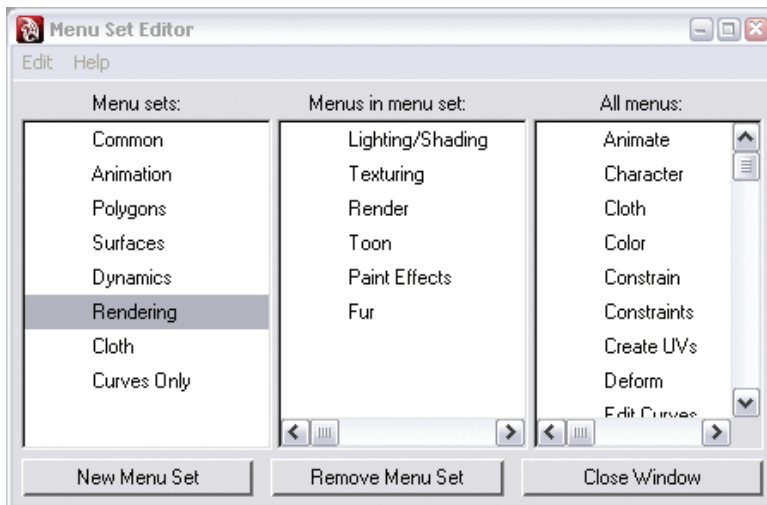 Menu Set Editor
Edit Help
Menu sets:
Common
Animation
Polygons
Surfaces
Dynamics
Rendering
Cloth
Curves Only
Menus in menu set:
Lighting/Shading
Texturing
Render
Toon
Paint Effects
Fur
All menus:
Animate
Character
Cloth
Color
Constrain
Constraints
Create UVs
Deform
Edit Curves
New Menu Set
Remove Menu Set
Close Window